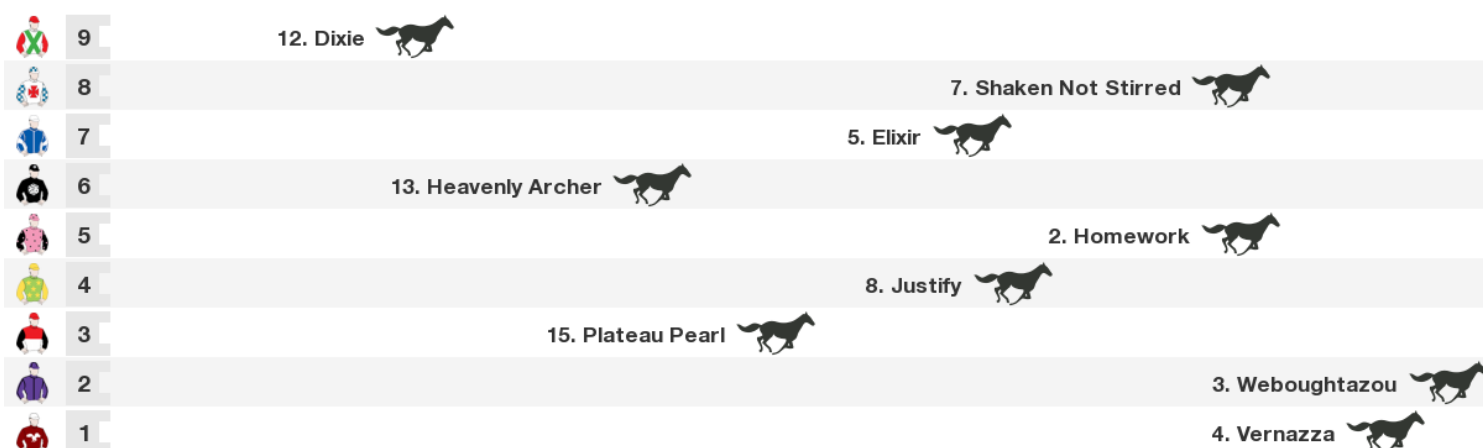 9 12. Dixie
8 7. Shaken Not Stirred
7 5. Elixir
6 13. Heavenly Archer
5 2. Homework
4 8. Justify
3 15. Plateau Pearl
2 3. Weboughtazou
1 4. Vernazza